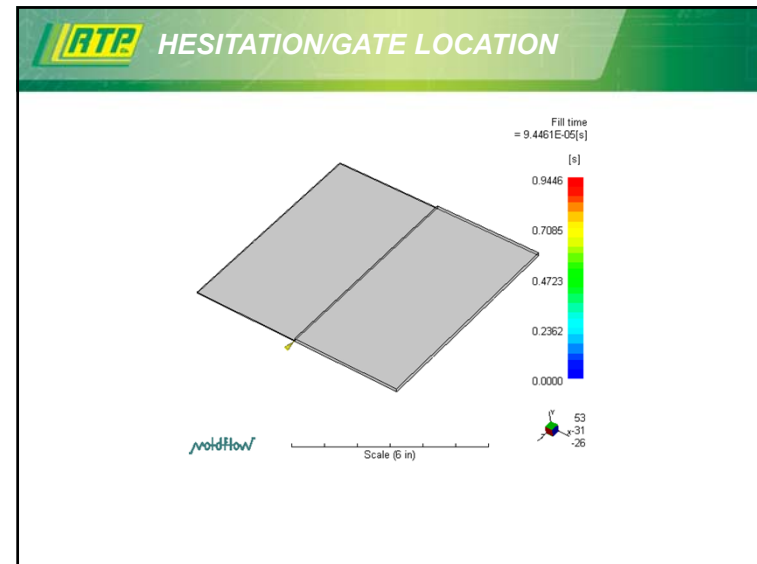 RTP
HESITATION/GATE LOCATION
Fill time
= 9.4461E-05[s]
[s]
0.9446
0.7085
0.4723
0.2362
0.0000
moldflow
Scale (6 in)
Y
Z
X
53
-31
-26